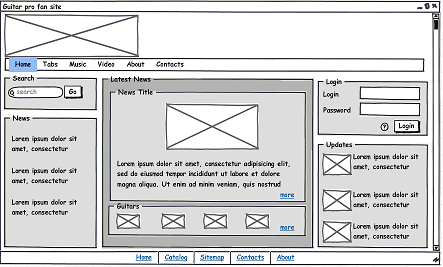 Guitar pro fan site
Home Tabs Music Video About Contacts
Search
search Go
News
Lorem ipsum dolor sit
amet, consectetur
Lorem ipsum dolor sit
amet, consectetur
Lorem ipsum dolor sit
amet, consectetur
Latest News
News Title
Lorem ipsum dolor sit amet, consectetur adipisicing elit,
sed do eiusmod tempor incididunt ut labore et dolore
magna aliqua. Ut enim ad minim veniam, quis nostrud
more
Guitars
more
Login
Login
Password
? Login
Updates
Lorem ipsum dolor sit
amet, consectetur
Lorem ipsum dolor sit
amet, consectetur
Lorem ipsum dolor sit
amet, consectetur
Home Catalog Sitemap Contacts About